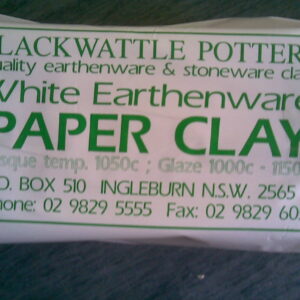 LACKWATTLE POTTER
uality earthenware & stoneware cla
White Earthenware
PAPER CLAY
sque temp. 1050c ; Glaze 1000c - 1150
O. BOX 510 INGLEBURN N.S.W. 2565
hone: 02 9829 5555 Fax: 02 9829 60